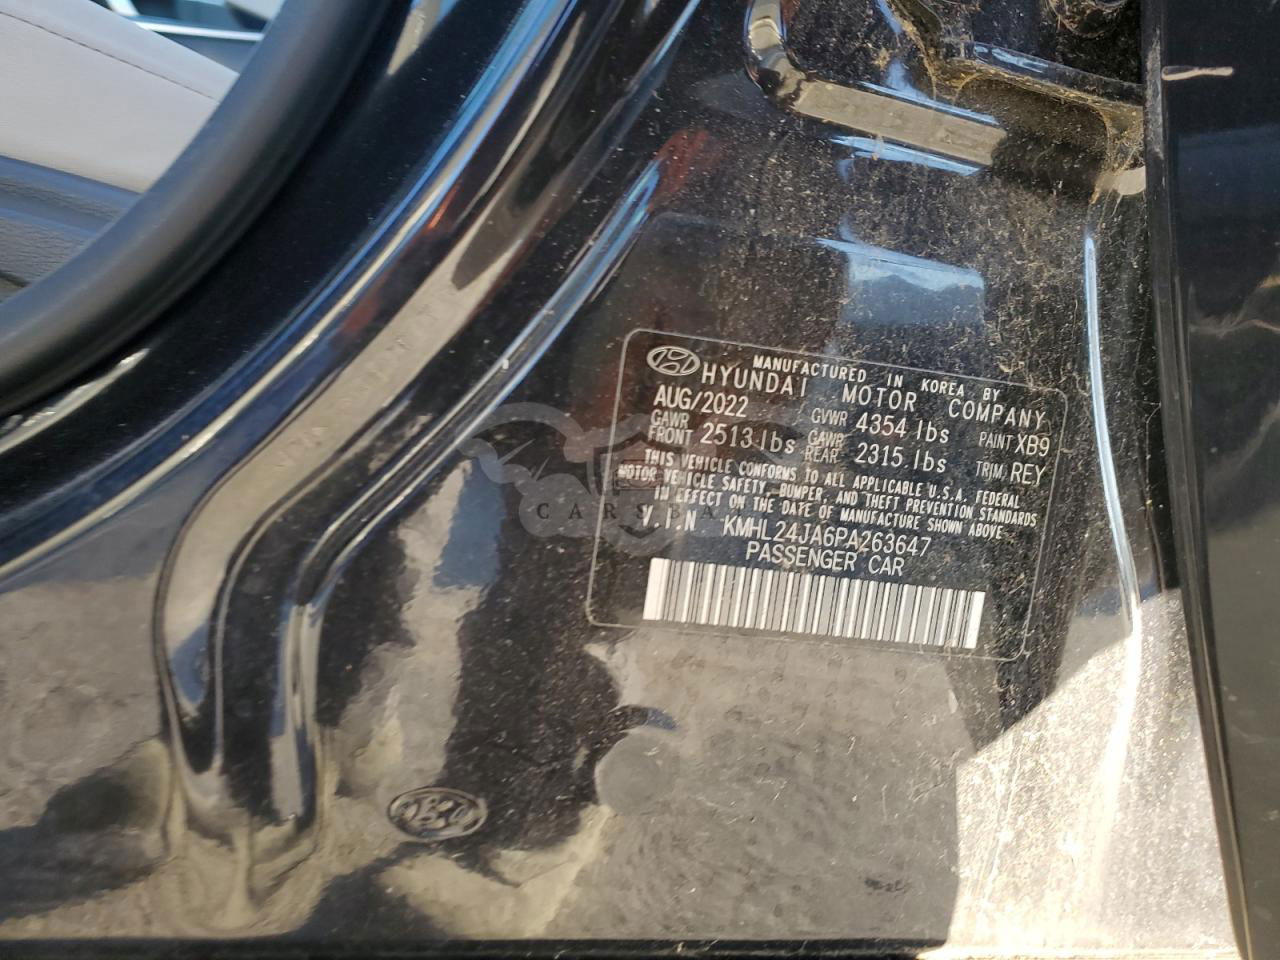 MANUFACTURED IN KOREA BY
HYUNDAI MOTOR COMPANY
AUG/2022 GVWR 4354 lbs PAINT XB9
GAWR FRONT 2513 lbs GAWR REAR 2315 lbs TRIM, REY
THIS VEHICLE CONFORMS TO ALL APPLICABLE U.S.A. FEDERAL
MOTOR VEHICLE SAFETY, BUMPER, AND THEFT PREVENTION STANDARDS
IN EFFECT ON THE DATE OF MANUFACTURE SHOWN ABOVE
V.I.N KMHL24JA6PA263647
PASSENGER CAR